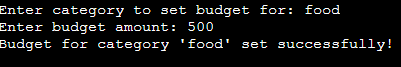 Enter category to set budget for: food
Enter budget amount: 500
Budget for category 'food' set successfully!